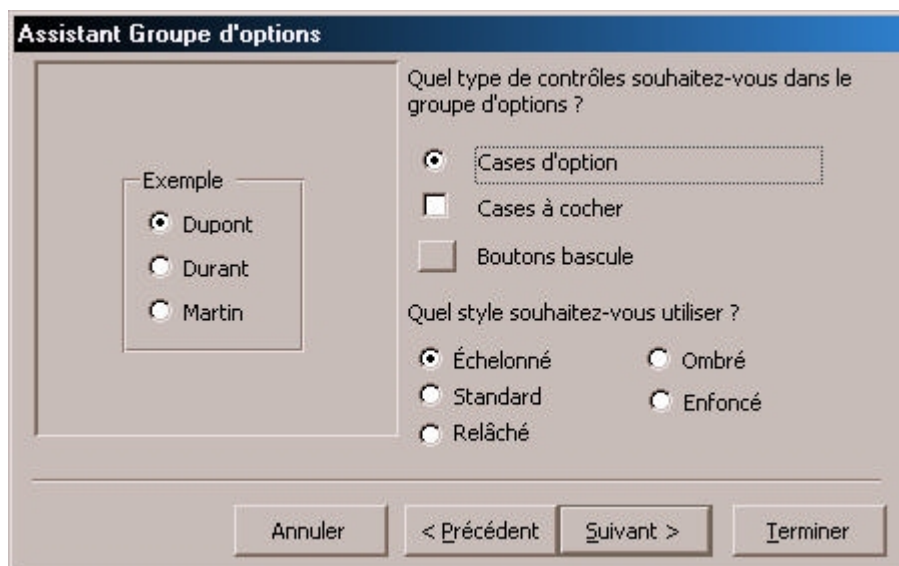 Assistant Groupe d'options
Quel type de contrôles souhaitez-vous dans le
groupe d'options ?
Cases d'option
Cases à cocher
Boutons bascule
Exemple
Dupont
Durant
Martin
Quel style souhaitez-vous utiliser ?
Échelonné
Ombré
Standard
Enfoncé
Relâché
Annuler
< Précédent
Suivant >
Terminer